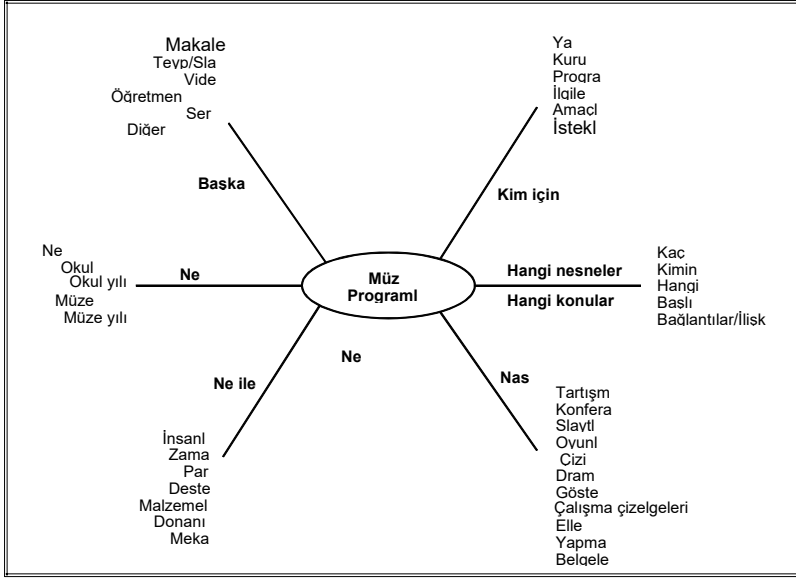 Makale
Teyp/Sla
Vide
Öğretmen
Ser
Diğer
Başka
Ya
Kuru
Progra
İlgile
Amaçl
İstekl
Kim için
Ne
Okul
Okul yılı
Müze
Müze yılı
Ne
Müz
Programl
Hangi nesneler
Hangi konular
Kaç
Kimin
Hangi
Başlı
Bağlantılar/İlişk
Ne ile
Ne
Nas
İnsanl
Zama
Par
Deste
Malzemel
Donanı
Meka
Tartışm
Konfera
Slaytl
Oyunl
Çizi
Dram
Göste
Çalışma çizelgeleri
Elle
Yapma
Belgele